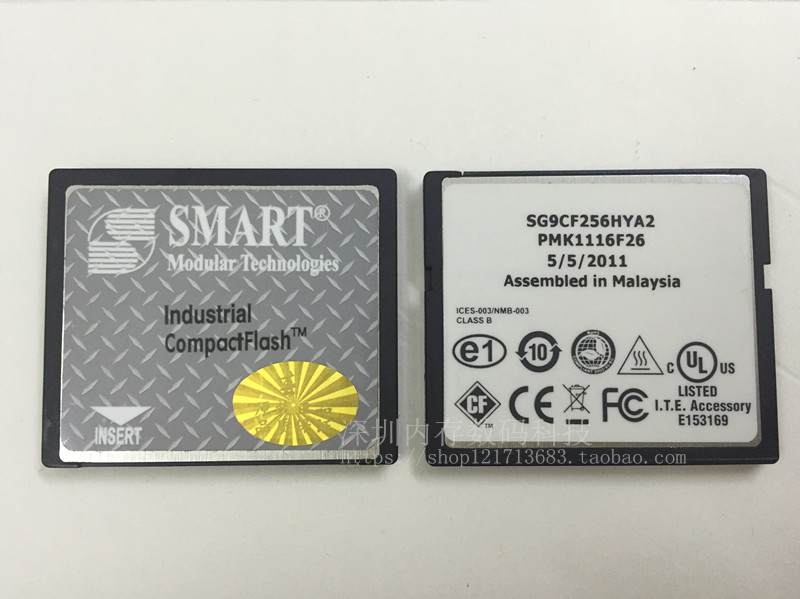 SMART®
Modular Technologies
Industrial
CompactFlash™
INSERT
SG9CF256HYA2
PMK1116F26
5/5/2011
Assembled in Malaysia
ICES-003/NMB-003
CLASS B
e1
10
C UL US
LISTED
I.T.E. Accessory
E153169
CF™
CE
FC
深圳内存数码科技
https://shop121713683.taobao.com